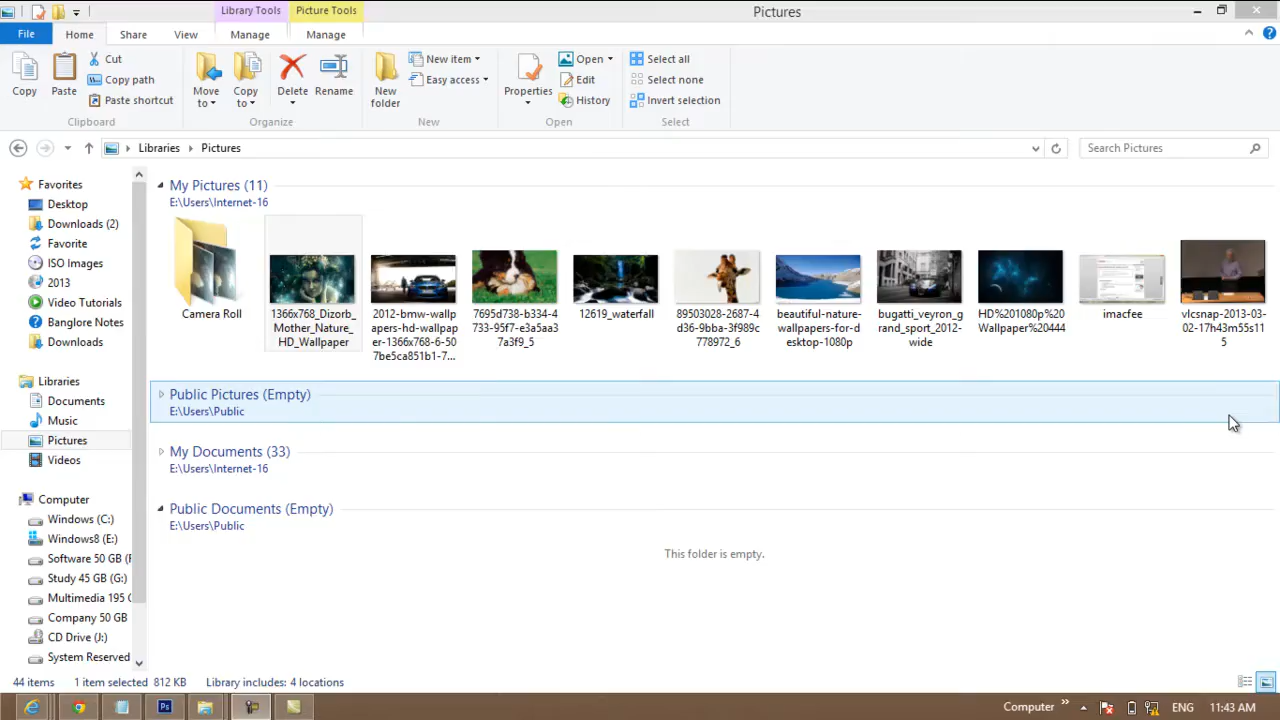 Library Tools
Picture Tools
Pictures
File
Home
Share
View
Manage
Manage
Copy
Paste
Cut
Copy path
Paste shortcut
Clipboard
Move
to
Copy
to
Delete
Rename
Organize
New
folder
New item
Easy access
New
Properties
Open
Edit
History
Open
Select all
Select none
Invert selection
Select
Libraries
Pictures
Search Pictures
Favorites
Desktop
Downloads (2)
Favorite
ISO Images
2013
Video Tutorials
Banglore Notes
Downloads
Libraries
Documents
Music
Pictures
Videos
Computer
Windows (C:)
Windows8 (E:)
Software 50 GB (F
Study 45 GB (G:)
Multimedia 195 G
Company 50 GB
CD Drive (J:)
System Reserved
My Pictures (11)
E:\Users\Internet-16
Camera Roll
1366x768_Dizorb_
Mother_Nature_
HD_Wallpaper
2012-bmw-wallp
apers-hd-wallpap
er-1366x768-6-50
7be5ca851b1-7...
7695d738-b334-4
733-95f7-e3a5aa3
7a3f9_5
12619_waterfall
89503028-2887-4
d36-9bba-3f989c
778972_6
beautiful-nature-
wallpapers-for-d
esktop-1080p
bugatti_veyron_g
rand_sport_2012-
wide
HD%201080p%20
Wallpaper%20444
imacfee
vlcsnap-2013-03-
02-17h43m55s11
5
Public Pictures (Empty)
E:\Users\Public
My Documents (33)
E:\Users\Internet-16
Public Documents (Empty)
E:\Users\Public
This folder is empty.
44 items
1 item selected 812 KB
Library includes: 4 locations
Ps
Computer
ENG
11:43 AM